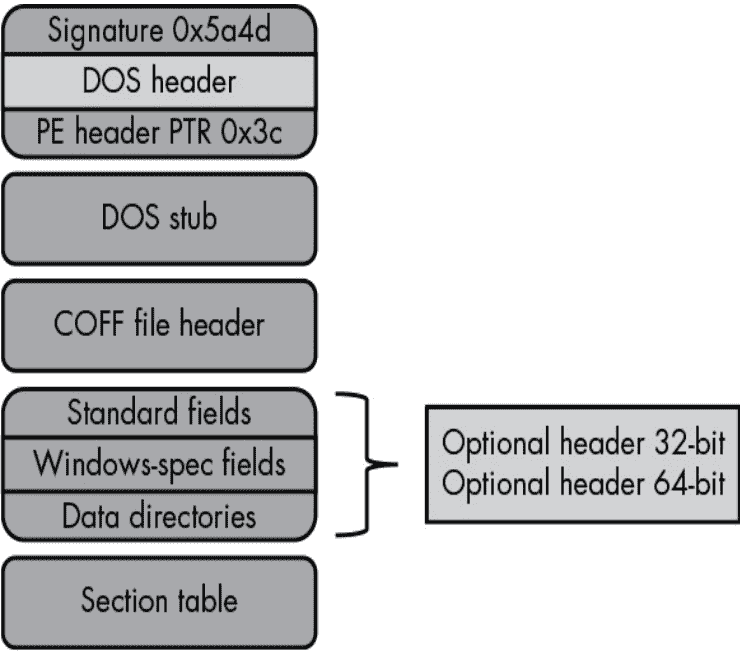 Signature 0x5a4d
DOS header
PE header PTR 0x3c
DOS stub
COFF file header
Standard fields
Windows-spec fields
Data directories
Optional header 32-bit
Optional header 64-bit
Section table